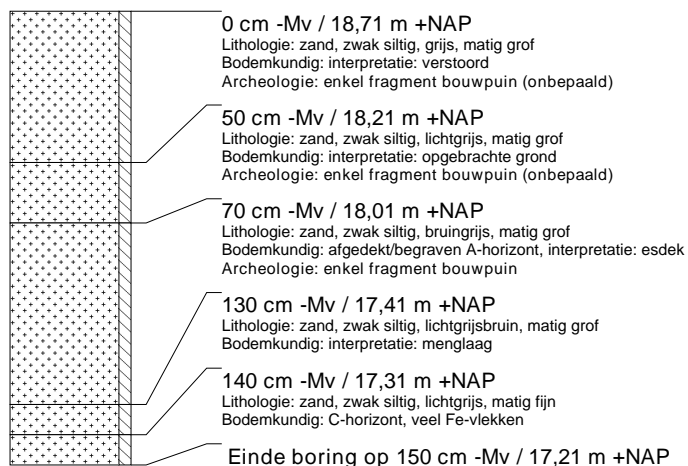 0 cm -Mv / 18,71 m +NAP
Lithologie: zand, zwak siltig, grijs, matig grof
Bodemkundig: interpretatie: verstoord
Archeologie: enkel fragment bouwpuin (onbepaald)
50 cm -Mv / 18,21 m +NAP
Lithologie: zand, zwak siltig, lichtgrijs, matig grof
Bodemkundig: interpretatie: opgebrachte grond
Archeologie: enkel fragment bouwpuin (onbepaald)
70 cm -Mv / 18,01 m +NAP
Lithologie: zand, zwak siltig, bruingrijs, matig grof
Bodemkundig: afgedekt/begraven A-horizont, interpretatie: esdek
Archeologie: enkel fragment bouwpuin
130 cm -Mv / 17,41 m +NAP
Lithologie: zand, zwak siltig, lichtgrijsbruin, matig grof
Bodemkundig: interpretatie: menglaag
140 cm -Mv / 17,31 m +NAP
Lithologie: zand, zwak siltig, lichtgrijs, matig fijn
Bodemkundig: C-horizont, veel Fe-vlekken
Einde boring op 150 cm -Mv / 17,21 m +NAP